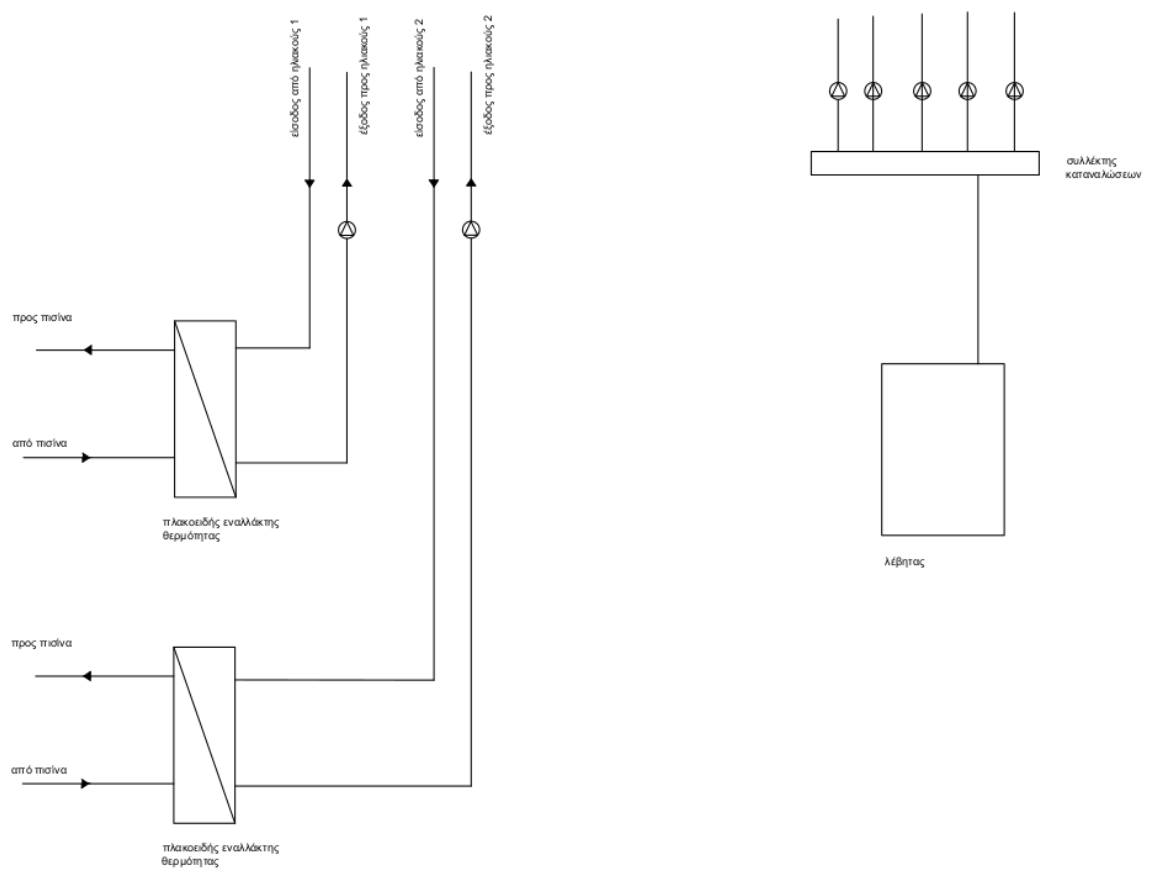 είσοδος από ηλιακούς 1
έξοδος προς ηλιακούς 1
είσοδος από ηλιακούς 2
έξοδος προς ηλιακούς 2
συλλέκτης
καταναλώσεων
προς πισίνα
από πισίνα
πλακοειδής εναλλάκτης
θερμότητας
λέβητας
προς πισίνα
από πισίνα
πλακοειδής εναλλάκτης
θερμότητας